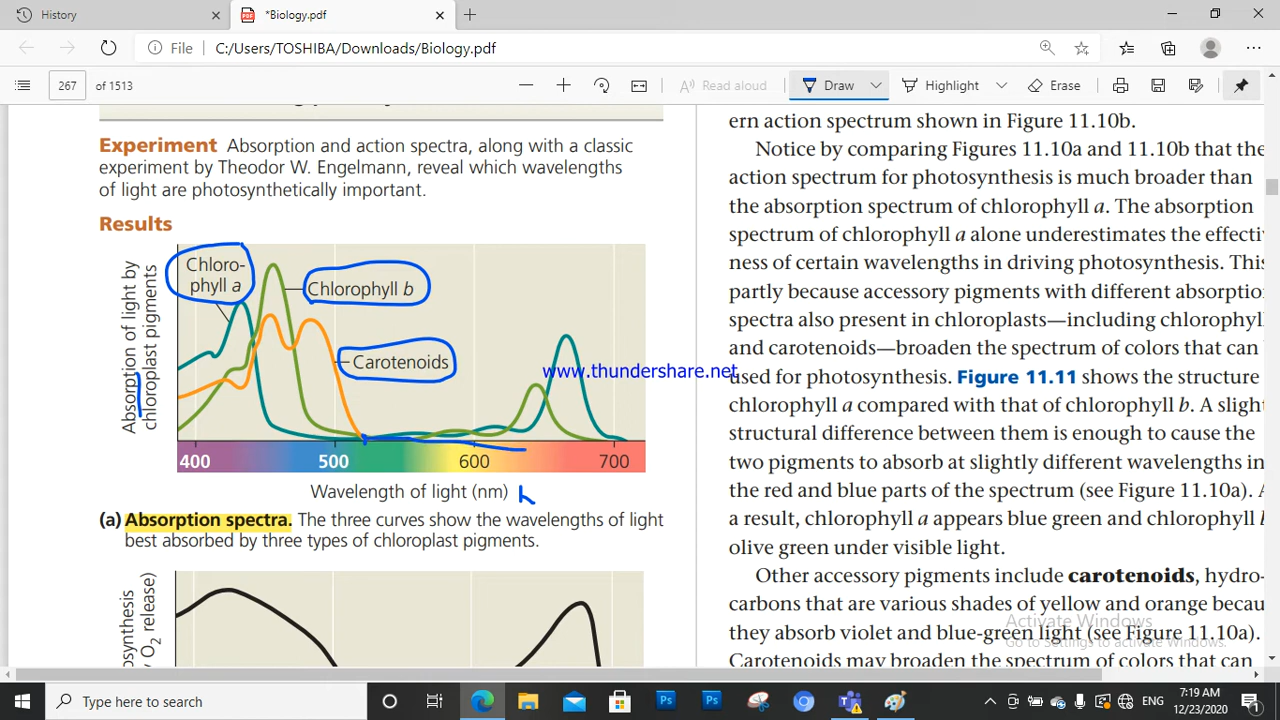 History
*Biology.pdf
File
C:/Users/TOSHIBA/Downloads/Biology.pdf
267 of 1513
Read aloud
Draw
Highlight
Erase
Experiment Absorption and action spectra, along with a classic
experiment by Theodor W. Engelmann, reveal which wavelengths
of light are photosynthetically important.
Results
Absorption of light by
chloroplast pigments
Chloro-
phyll a
Chlorophyll b
Carotenoids
400 500 600 700
Wavelength of light (nm)
(a) Absorption spectra. The three curves show the wavelengths of light
best absorbed by three types of chloroplast pigments.
O2 release)
www.thundershare.net
ern action spectrum shown in Figure 11.10b.
Notice by comparing Figures 11.10a and 11.10b that the
action spectrum for photosynthesis is much broader than
the absorption spectrum of chlorophyll a. The absorption
spectrum of chlorophyll a alone underestimates the effecti
ness of certain wavelengths in driving photosynthesis. This
partly because accessory pigments with different absorptio
spectra also present in chloroplasts—including chlorophyll
and carotenoids—broaden the spectrum of colors that can
used for photosynthesis. Figure 11.11 shows the structure
chlorophyll a compared with that of chlorophyll b. A slight
structural difference between them is enough to cause the
two pigments to absorb at slightly different wavelengths in
the red and blue parts of the spectrum (see Figure 11.10a). A
a result, chlorophyll a appears blue green and chlorophyll b
olive green under visible light.
Other accessory pigments include carotenoids, hydro-
carbons that are various shades of yellow and orange becau
they absorb violet and blue-green light (see Figure 11.10a).
Carotenoids may broaden the spectrum of colors that can
Activate Windows
Go to Settings to activate Windows.
Type here to search
ENG
7:19 AM
12/23/2020